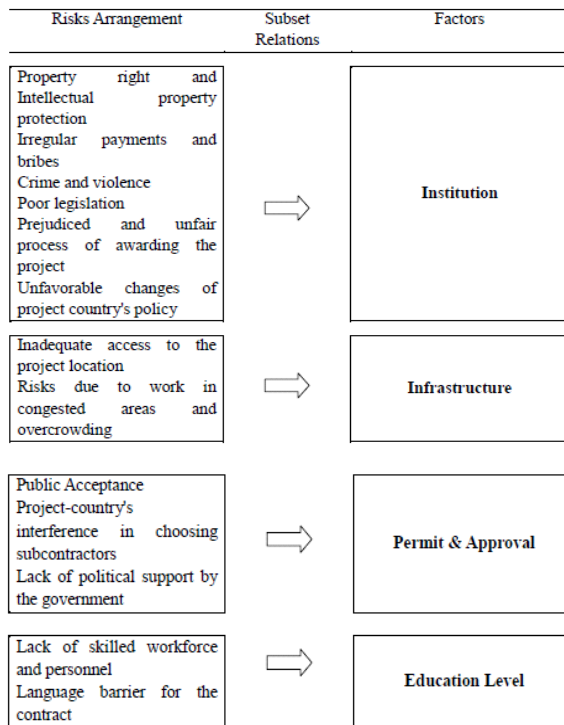 Risks Arrangement
Subset
Relations
Factors
Property right and
Intellectual property
protection
Irregular payments and
bribes
Crime and violence
Poor legislation
Prejudiced and unfair
process of awarding the
project
Unfavorable changes of
project country's policy
Institution
Inadequate access to the
project location
Risks due to work in
congested areas and
overcrowding
Infrastructure
Public Acceptance
Project-country's
interference in choosing
subcontractors
Lack of political support by
the government
Permit & Approval
Lack of skilled workforce
and personnel
Language barrier for the
contract
Education Level